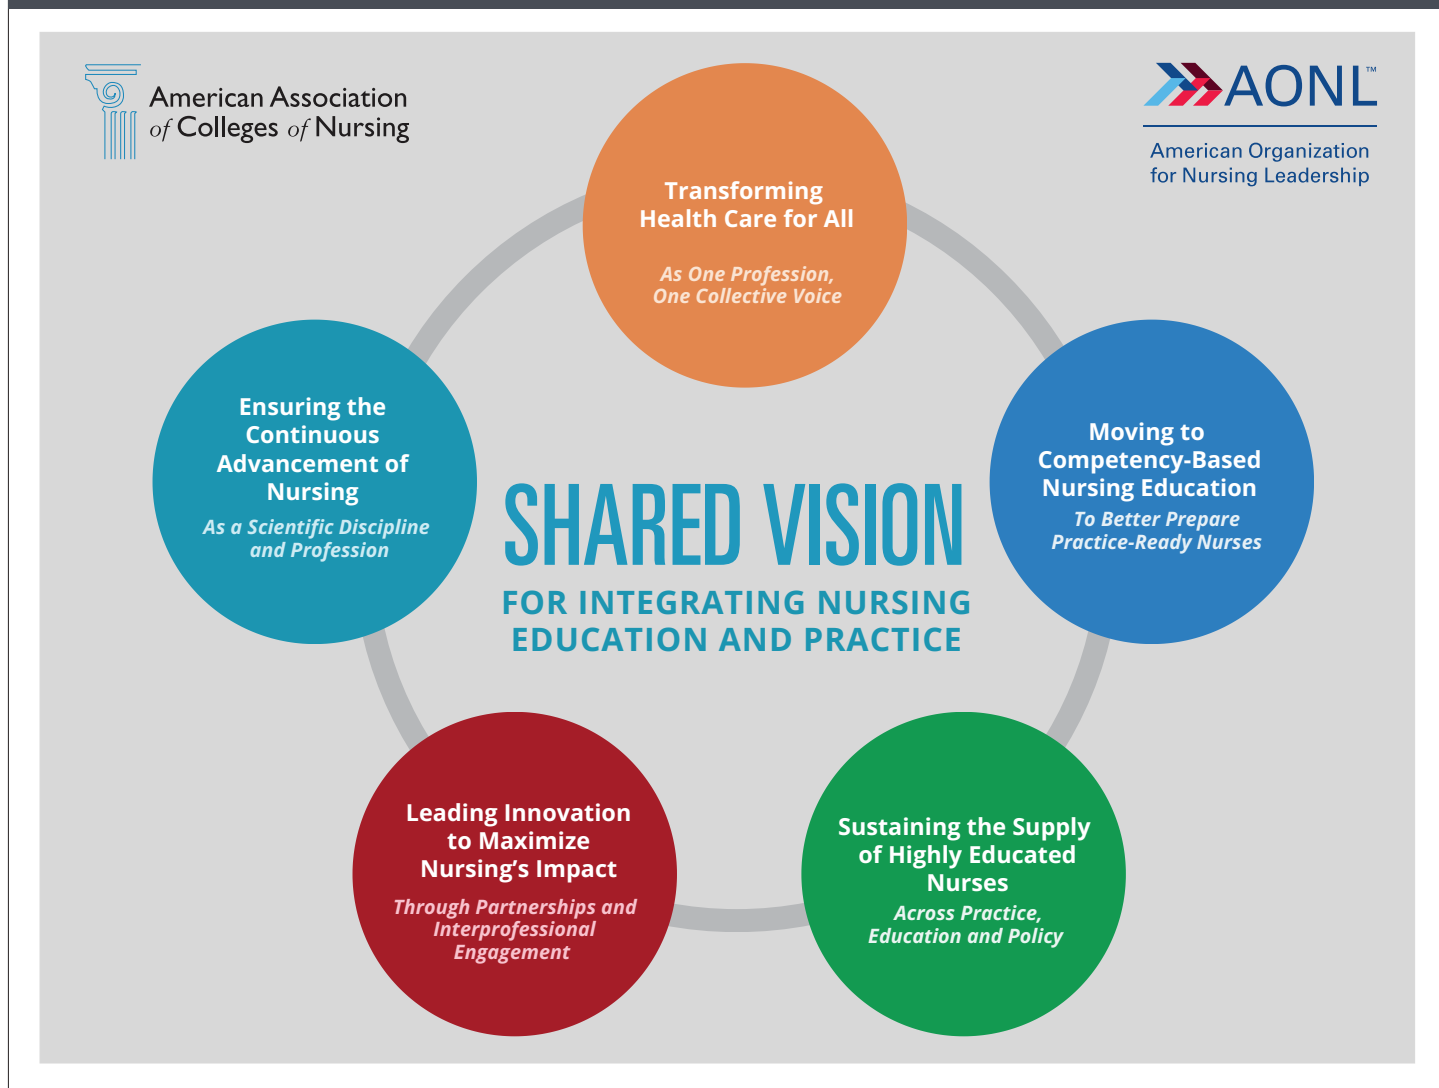 American Association
of Colleges of Nursing
AONL™
American Organization
for Nursing Leadership
Transforming
Health Care for All
As One Profession,
One Collective Voice
Ensuring the
Continuous
Advancement of
Nursing
As a Scientific Discipline
and Profession
Moving to
Competency-Based
Nursing Education
To Better Prepare
Practice-Ready Nurses
SHARED VISION
FOR INTEGRATING NURSING
EDUCATION AND PRACTICE
Leading Innovation
to Maximize
Nursing’s Impact
Through Partnerships and
Interprofessional
Engagement
Sustaining the Supply
of Highly Educated
Nurses
Across Practice,
Education and Policy